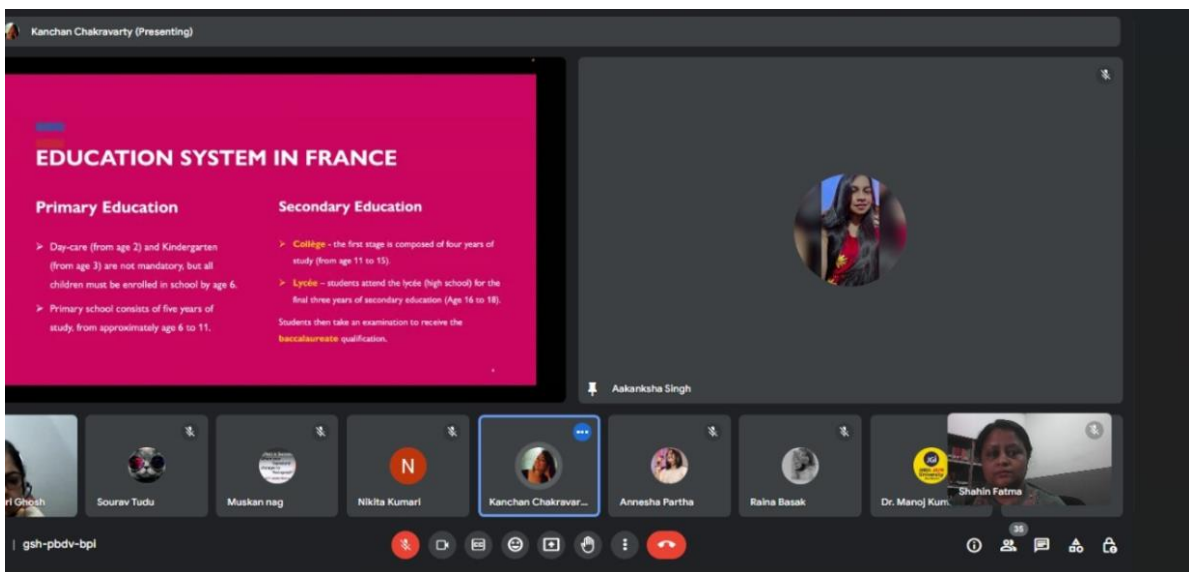 Kanchan Chakravarty (Presenting)
EDUCATION SYSTEM IN FRANCE
Primary Education
➤ Day-care (from age 2) and Kindergarten
(from age 3) are not mandatory, but all
children must be enrolled in school by age 6.
➤ Primary school consists of five years of
study, from approximately age 6 to 11.
Secondary Education
➤ Collège - the first stage is composed of four years of
study (from age 11 to 15).
➤ Lycée – students attend the lycée (high school) for the
final three years of secondary education (Age 16 to 18).
Students then take an examination to receive the
baccalaureate qualification.
Aakanksha Singh
ri Ghosh
Sourav Tudu
Muskan nag
N
Nikita Kumari
Kanchan Chakravar...
Annesha Partha
Raina Basak
Dr. Manoj Kum
Shahin Fatma
| gsh-pbdv-bpi
35